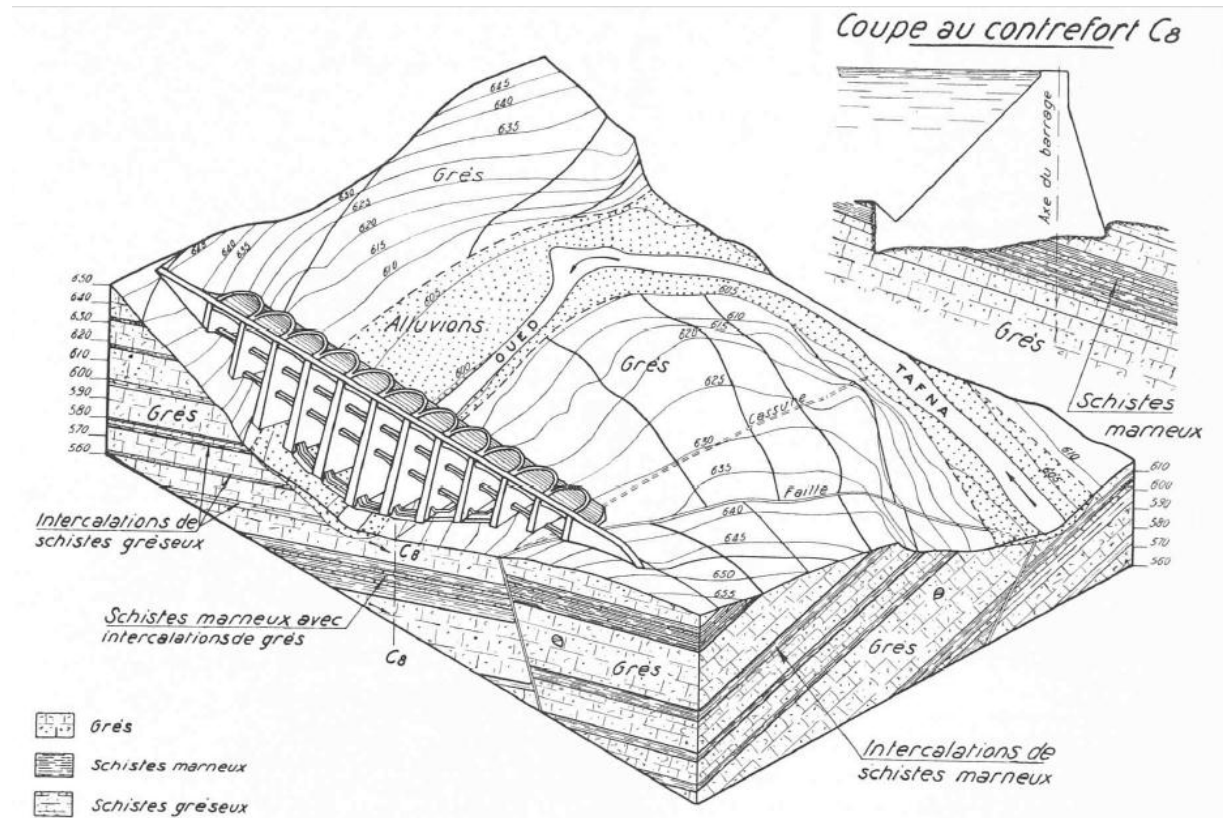 Coupe au contrefort C8
Axe du barrage
Grès
Schistes
marneux
645
640
635
Grès
630
625
620
615
610
605
645
640
635
Alluvions
OUED
600
605
610
615
620
Grès
625
Cassure
630
635
Faille
640
645
650
655
TAFNA
610
605
650
640
630
620
610
600
590
580
570
560
Grès
Intercalations de
schistes gréseux
C8
Schistes marneux avec
intercalations de grés
C8
Grès
Grès
Intercalations de
schistes marneux
610
600
590
580
570
560
Grès
Schistes marneux
Schistes gréseux